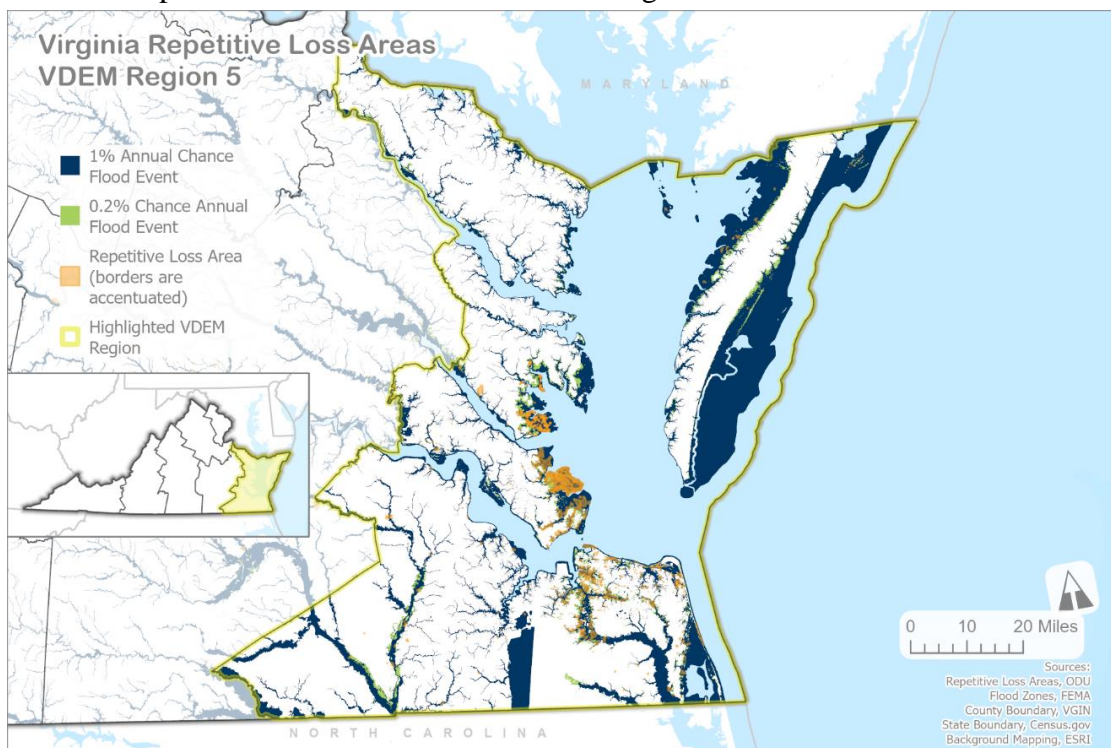 Virginia Repetitive Loss Areas
VDEM Region 5
1% Annual Chance
Flood Event
0.2% Chance Annual
Flood Event
Repetitive Loss Area
(borders are
accentuated)
Highlighted VDEM
Region
MARYLAND
NORTH CAROLINA
0 10 20 Miles
Sources:
Repetitive Loss Areas, ODU
Flood Zones, FEMA
County Boundary, VGIN
State Boundary, Census.gov
Background Mapping, ESRI